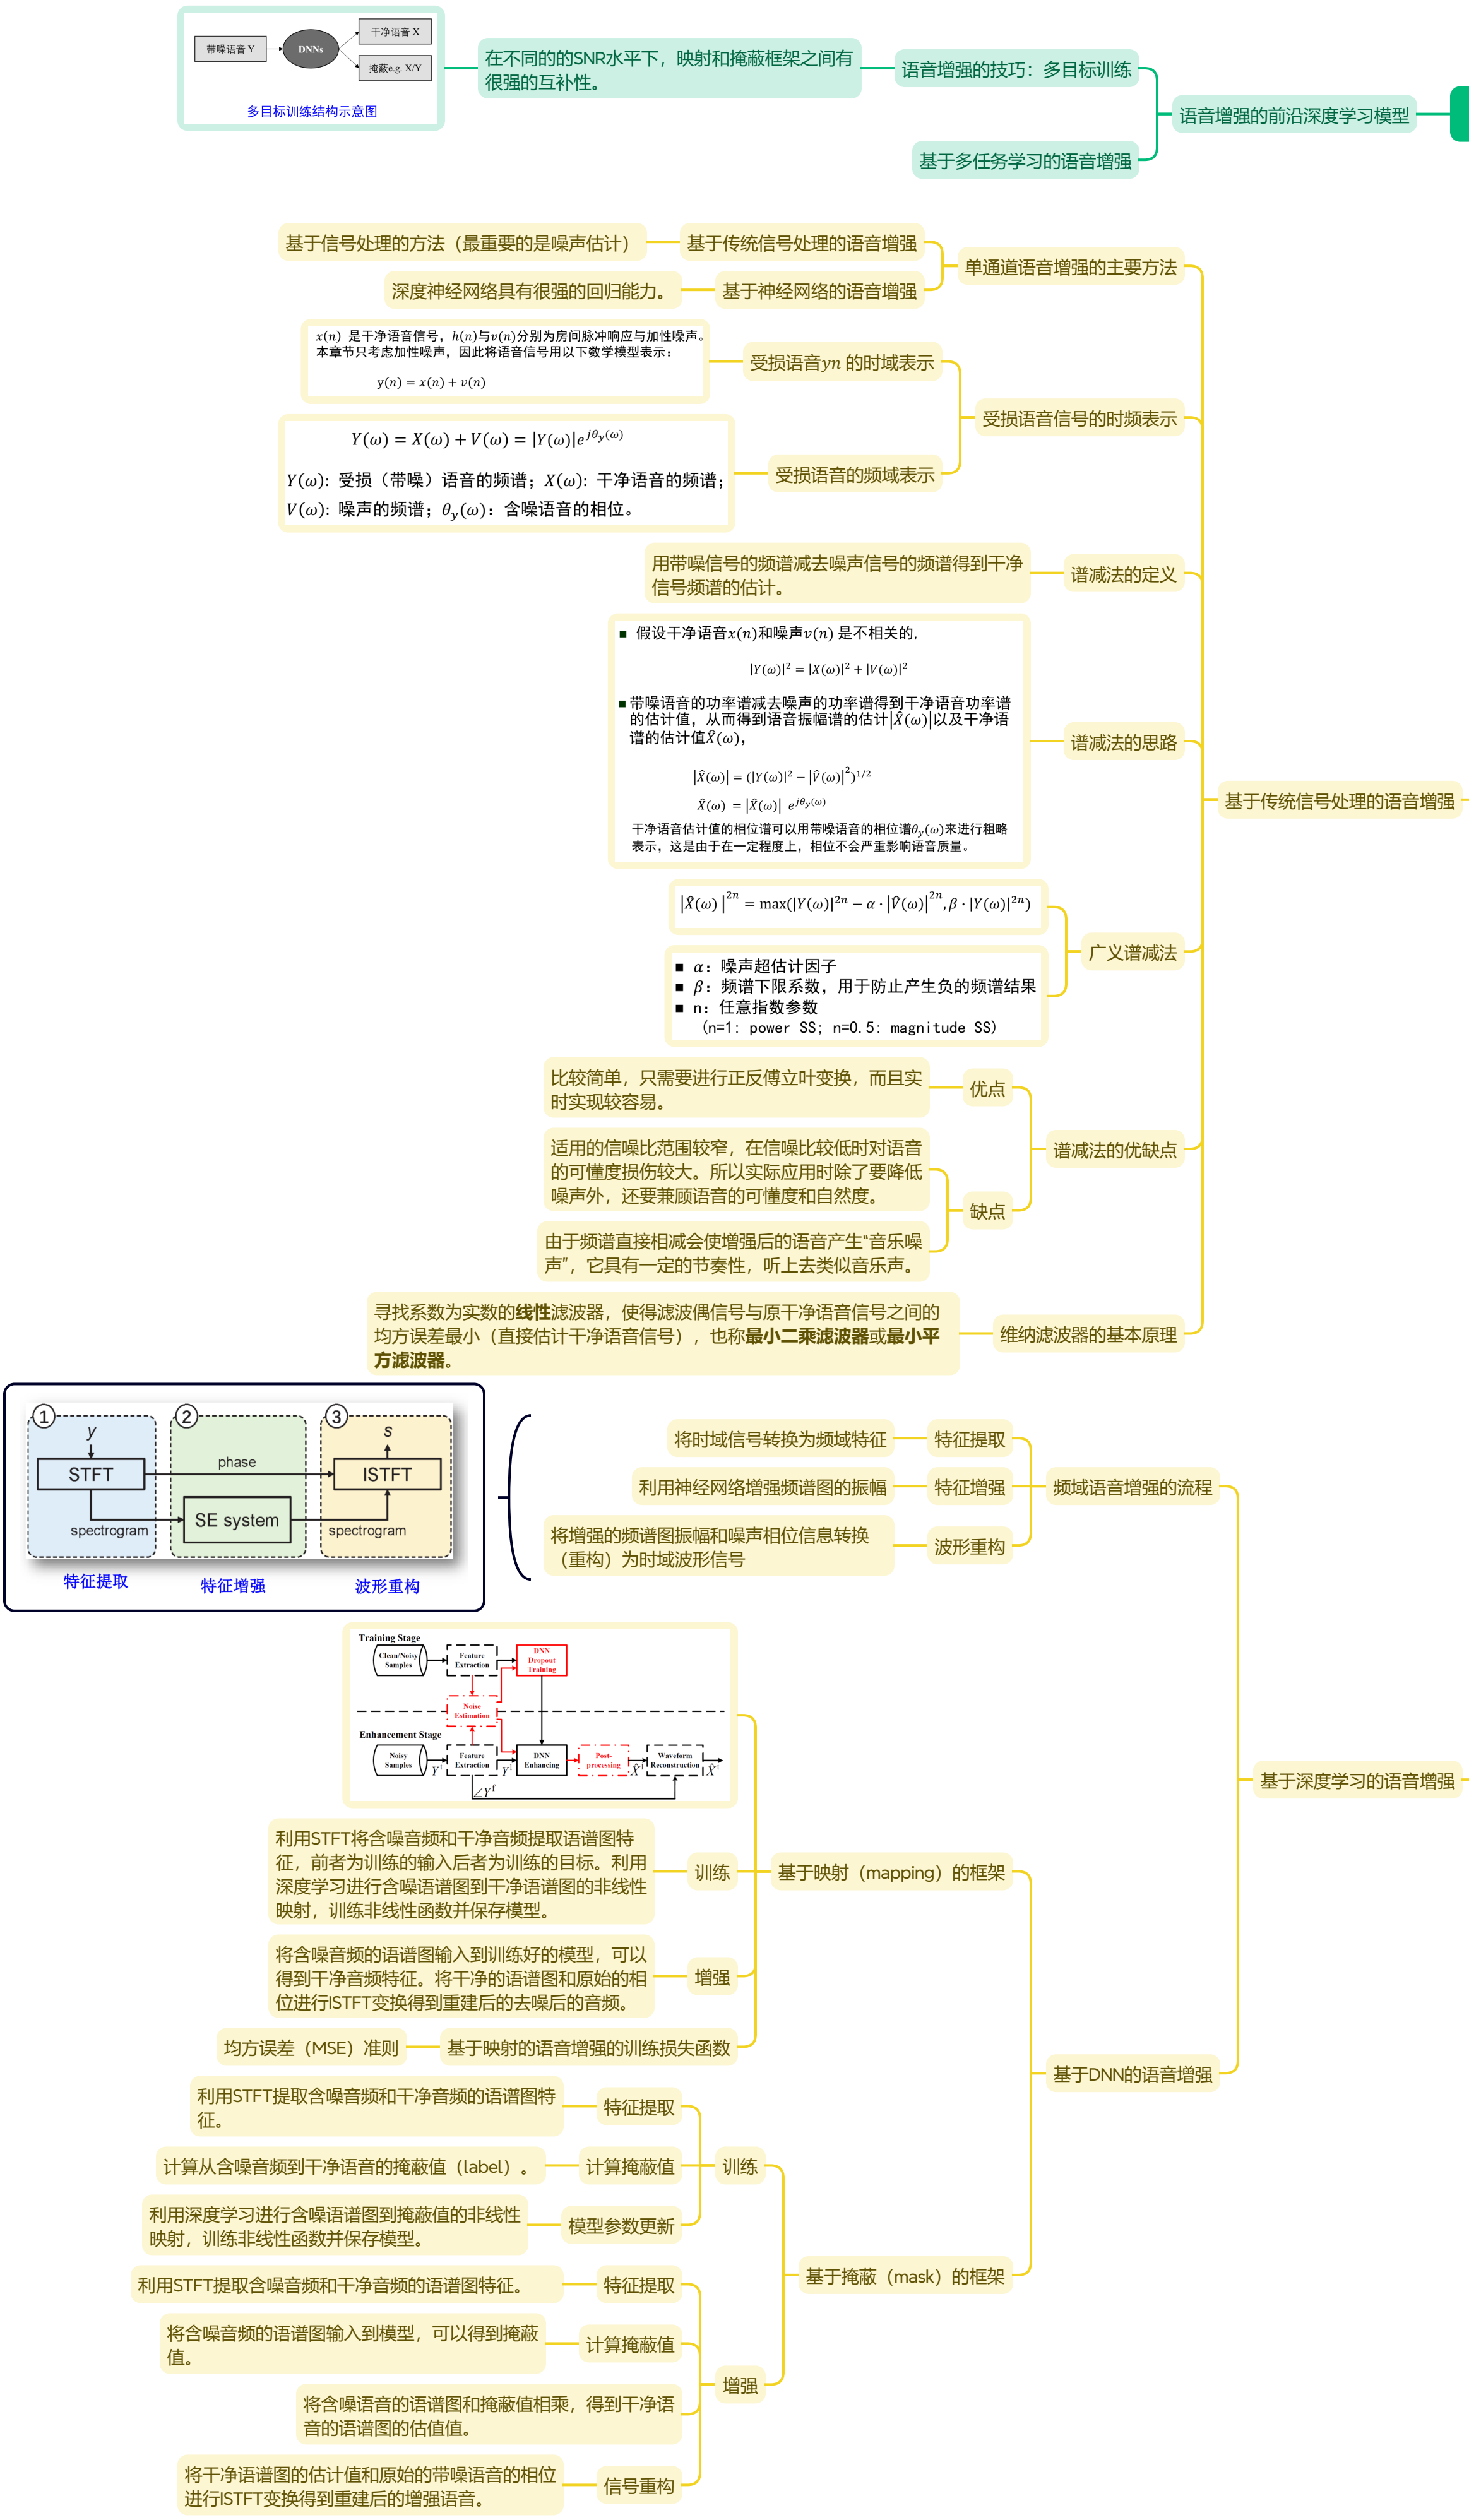 带噪语音 Y
DNNs
干净语音 X
掩蔽e.g. X/Y
多目标训练结构示意图
在不同的的SNR水平下，映射和掩蔽框架之间有
很强的互补性。
语音增强的技巧：多目标训练
语音增强的前沿深度学习模型
基于多任务学习的语音增强
基于信号处理的方法（最重要的是噪声估计）
基于传统信号处理的语音增强
单通道语音增强的主要方法
深度神经网络具有很强的回归能力。
基于神经网络的语音增强
x(n) 是干净语音信号，h(n)与v(n)分别为房间脉冲响应与加性噪声。
本章节只考虑加性噪声，因此将语音信号用以下数学模型表示：
y(n) = x(n) + v(n)
受损语音yn 的时域表示
受损语音信号的时频表示
Y(ω) = X(ω) + V(ω) = |Y(ω)|e^{jθ_y(ω)}
Y(ω): 受损（带噪）语音的频谱；X(ω): 干净语音的频谱；
V(ω): 噪声的频谱；θ_y(ω)：含噪语音的相位。
受损语音的频域表示
用带噪信号的频谱减去噪声信号的频谱得到干净
信号频谱的估计。
谱减法的定义
■ 假设干净语音x(n)和噪声v(n) 是不相关的,
|Y(ω)|² = |X(ω)|² + |V(ω)|²
■ 带噪语音的功率谱减去噪声的功率谱得到干净语音功率谱
的估计值，从而得到语音振幅谱的估计|X̂(ω)|以及干净语
谱的估计值X̂(ω)，
|X̂(ω)| = (|Y(ω)|² − |V̂(ω)|²)^{1/2}
X̂(ω) = |X̂(ω)| e^{jθ_y(ω)}
干净语音估计值的相位谱可以用带噪语音的相位谱θ_y(ω)来进行粗略
表示，这是由于在一定程度上，相位不会严重影响语音质量。
谱减法的思路
基于传统信号处理的语音增强
|X̂(ω)|^{2n} = max(|Y(ω)|^{2n} − α · |V̂(ω)|^{2n}, β · |Y(ω)|^{2n})
■ α：噪声超估计因子
■ β：频谱下限系数，用于防止产生负的频谱结果
■ n：任意指数参数
(n=1: power SS; n=0.5: magnitude SS)
广义谱减法
比较简单，只需要进行正反傅立叶变换，而且实
时实现较容易。
优点
适用的信噪比范围较窄，在信噪比较低时对语音
的可懂度损伤较大。所以实际应用时除了要降低
噪声外，还要兼顾语音的可懂度和自然度。
由于频谱直接相减会使增强后的语音产生“音乐噪
声”，它具有一定的节奏性，听上去类似音乐声。
缺点
谱减法的优缺点
寻找系数为实数的线性滤波器，使得滤波偶信号与原干净语音信号之间的
均方误差最小（直接估计干净语音信号），也称最小二乘滤波器或最小平
方滤波器。
维纳滤波器的基本原理
1
y
STFT
phase
spectrogram
2
SE system
spectrogram
3
s
ISTFT
特征提取
特征增强
波形重构
将时域信号转换为频域特征
特征提取
利用神经网络增强频谱图的振幅
特征增强
频域语音增强的流程
将增强的频谱图振幅和噪声相位信息转换
（重构）为时域波形信号
波形重构
Training Stage
Clean/Noisy
Samples
Feature
Extraction
DNN
Dropout
Training
Noise
Estimation
Enhancement Stage
Noisy
Samples
Yᵗ
Feature
Extraction
Yˡ
DNN
Enhancing
Post-
processing
X̂ˡ
Waveform
Reconstruction
X̂ᵗ
∠Yᶠ
基于深度学习的语音增强
利用STFT将含噪音频和干净音频提取语谱图特
征，前者为训练的输入后者为训练的目标。利用
深度学习进行含噪语谱图到干净语谱图的非线性
映射，训练非线性函数并保存模型。
训练
基于映射（mapping）的框架
将含噪音频的语谱图输入到训练好的模型，可以
得到干净音频特征。将干净的语谱图和原始的相
位进行ISTFT变换得到重建后的去噪后的音频。
增强
均方误差（MSE）准则
基于映射的语音增强的训练损失函数
基于DNN的语音增强
利用STFT提取含噪音频和干净音频的语谱图特
征。
特征提取
计算从含噪音频到干净语音的掩蔽值（label）。
计算掩蔽值
训练
利用深度学习进行含噪语谱图到掩蔽值的非线性
映射，训练非线性函数并保存模型。
模型参数更新
基于掩蔽（mask）的框架
利用STFT提取含噪音频和干净音频的语谱图特征。
特征提取
将含噪音频的语谱图输入到模型，可以得到掩蔽
值。
计算掩蔽值
增强
将含噪语音的语谱图和掩蔽值相乘，得到干净语
音的语谱图的估值值。
将干净语谱图的估计值和原始的带噪语音的相位
进行ISTFT变换得到重建后的增强语音。
信号重构